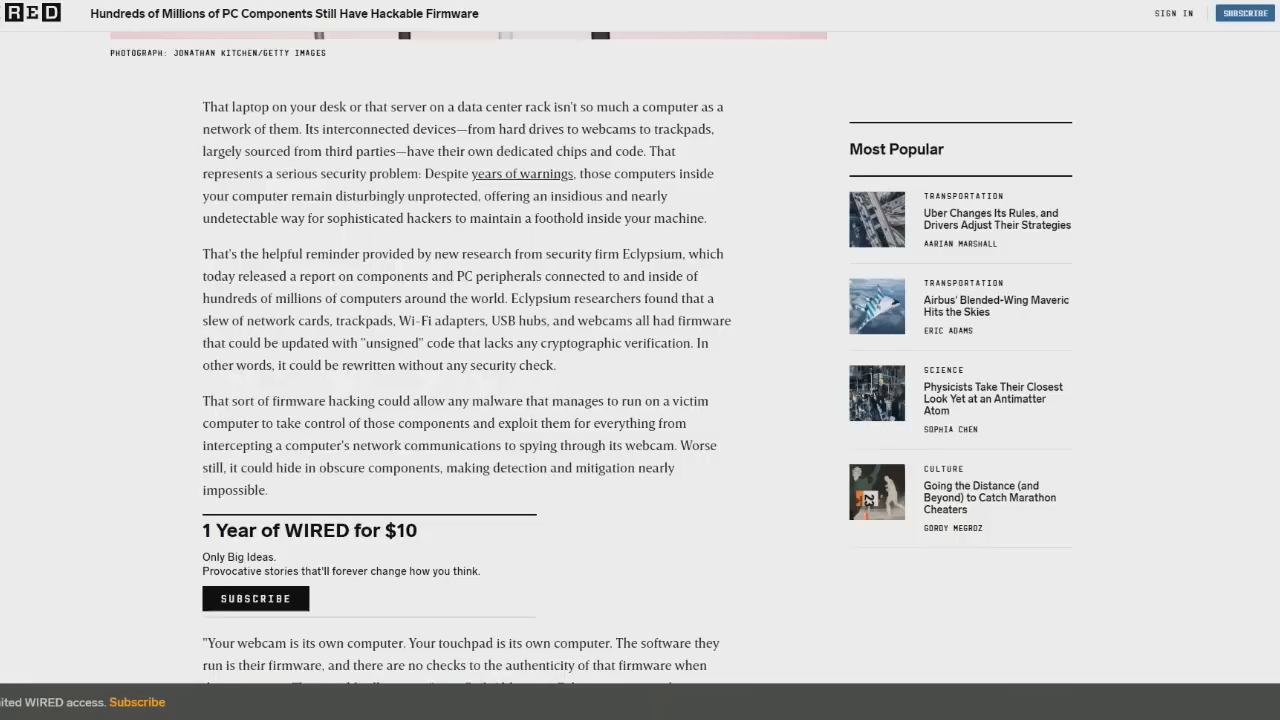 RED
Hundreds of Millions of PC Components Still Have Hackable Firmware
SIGN IN
SUBSCRIBE
PHOTOGRAPH: JONATHAN KITCHEN/GETTY IMAGES
That laptop on your desk or that server on a data center rack isn't so much a computer as a
network of them. Its interconnected devices—from hard drives to webcams to trackpads,
largely sourced from third parties—have their own dedicated chips and code. That
represents a serious security problem: Despite years of warnings, those computers inside
your computer remain disturbingly unprotected, offering an insidious and nearly
undetectable way for sophisticated hackers to maintain a foothold inside your machine.
That's the helpful reminder provided by new research from security firm Eclypsium, which
today released a report on components and PC peripherals connected to and inside of
hundreds of millions of computers around the world. Eclypsium researchers found that a
slew of network cards, trackpads, Wi-Fi adapters, USB hubs, and webcams all had firmware
that could be updated with "unsigned" code that lacks any cryptographic verification. In
other words, it could be rewritten without any security check.
That sort of firmware hacking could allow any malware that manages to run on a victim
computer to take control of those components and exploit them for everything from
intercepting a computer's network communications to spying through its webcam. Worse
still, it could hide in obscure components, making detection and mitigation nearly
impossible.
1 Year of WIRED for $10
Only Big Ideas.
Provocative stories that'll forever change how you think.
SUBSCRIBE
"Your webcam is its own computer. Your touchpad is its own computer. The software they
run is their firmware, and there are no checks to the authenticity of that firmware when
Most Popular
TRANSPORTATION
Uber Changes Its Rules, and
Drivers Adjust Their Strategies
AARIAN MARSHALL
TRANSPORTATION
Airbus' Blended-Wing Maveric
Hits the Skies
ERIC ADAMS
SCIENCE
Physicists Take Their Closest
Look Yet at an Antimatter
Atom
SOPHIA CHEN
23
CULTURE
Going the Distance (and
Beyond) to Catch Marathon
Cheaters
GORDY MEGROZ
ited WIRED access. Subscribe